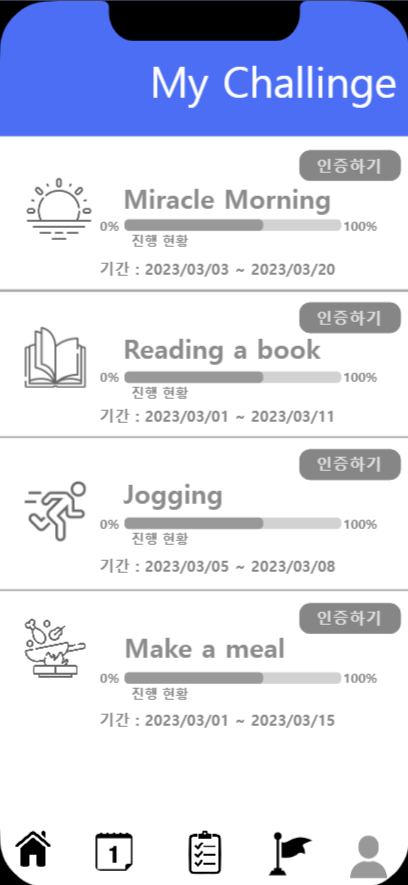 My Challinge
인증하기
Miracle Morning
0% 100%
진행 현황
기간 : 2023/03/03 ~ 2023/03/20
인증하기
Reading a book
0% 100%
진행 현황
기간 : 2023/03/01 ~ 2023/03/11
인증하기
Jogging
0% 100%
진행 현황
기간 : 2023/03/05 ~ 2023/03/08
인증하기
Make a meal
0% 100%
진행 현황
기간 : 2023/03/01 ~ 2023/03/15
1